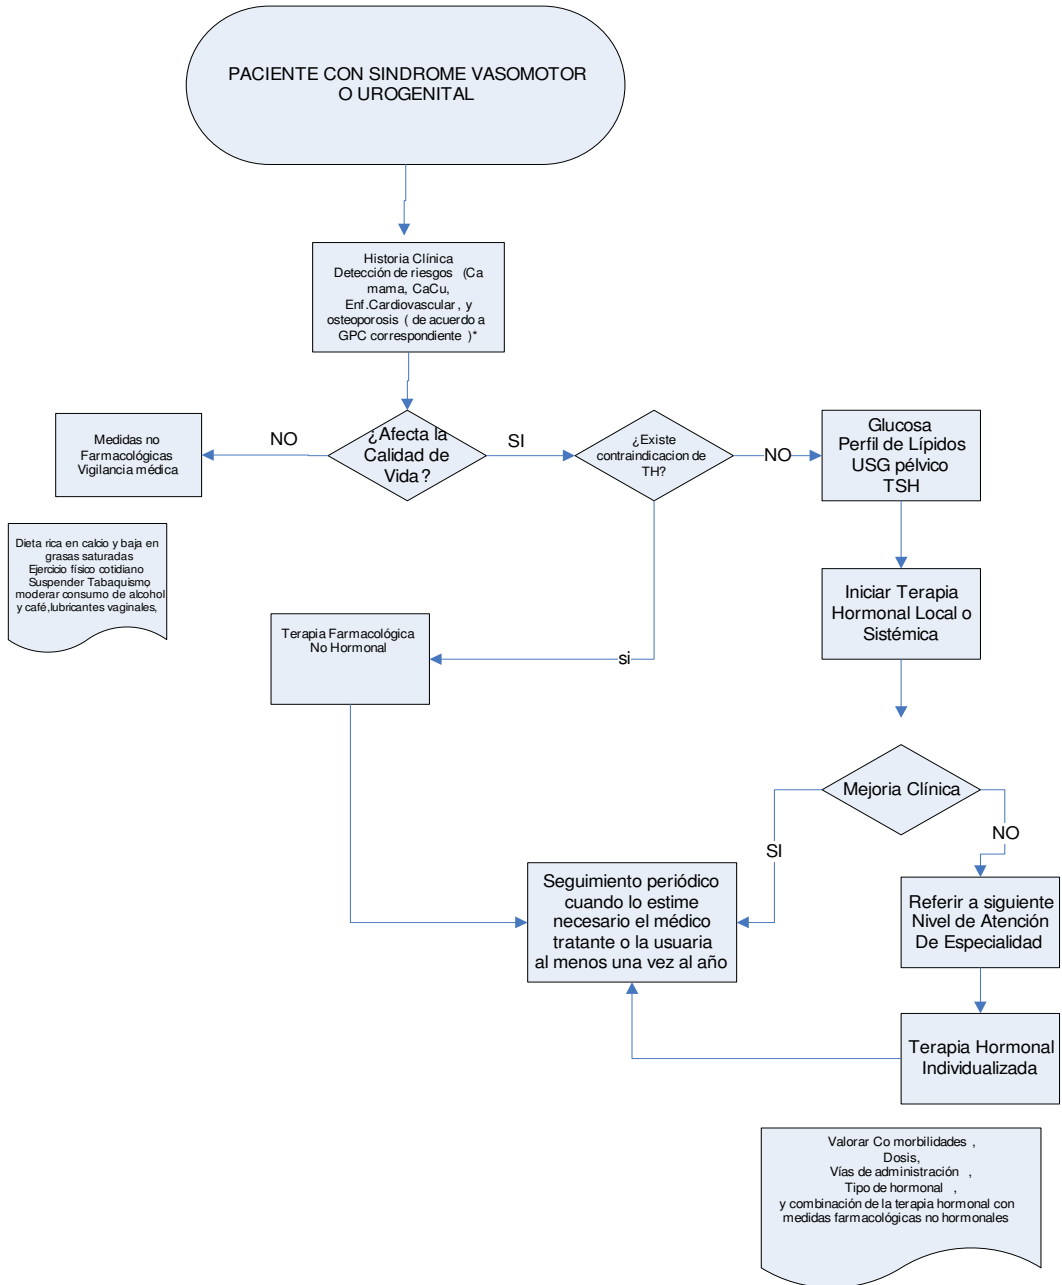 PACIENTE CON SINDROME VASOMOTOR
O UROGENITAL
Historia Clínica
Detección de riesgos (Ca
mama, CaCu,
Enf.Cardiovascular, y
osteoporosis ( de acuerdo a
GPC correspondiente )*
Medidas no
Farmacológicas
Vigilancia médica
NO
¿Afecta la
Calidad de
Vida ?
SI
¿Existe
contraindicacion de
TH?
NO
Glucosa
Perfil de Lípidos
USG pélvico
TSH
Dieta rica en calcio y baja en
grasas saturadas
Ejercicio físico cotidiano
Suspender Tabaquismo,
moderar consumo de alcohol
y café,lubricantes vaginales,
Iniciar Terapia
Hormonal Local o
Sistémica
Terapia Farmacológica
No Hormonal
si
Mejoria Clínica
SI
NO
Seguimiento periódico
cuando lo estime
necesario el médico
tratante o la usuaria
al menos una vez al año
Referir a siguiente
Nivel de Atención
De Especialidad
Terapia Hormonal
Individualizada
Valorar Co morbilidades ,
Dosis,
Vías de administración ,
Tipo de hormonal ,
y combinación de la terapia hormonal con
medidas farmacológicas no hormonales